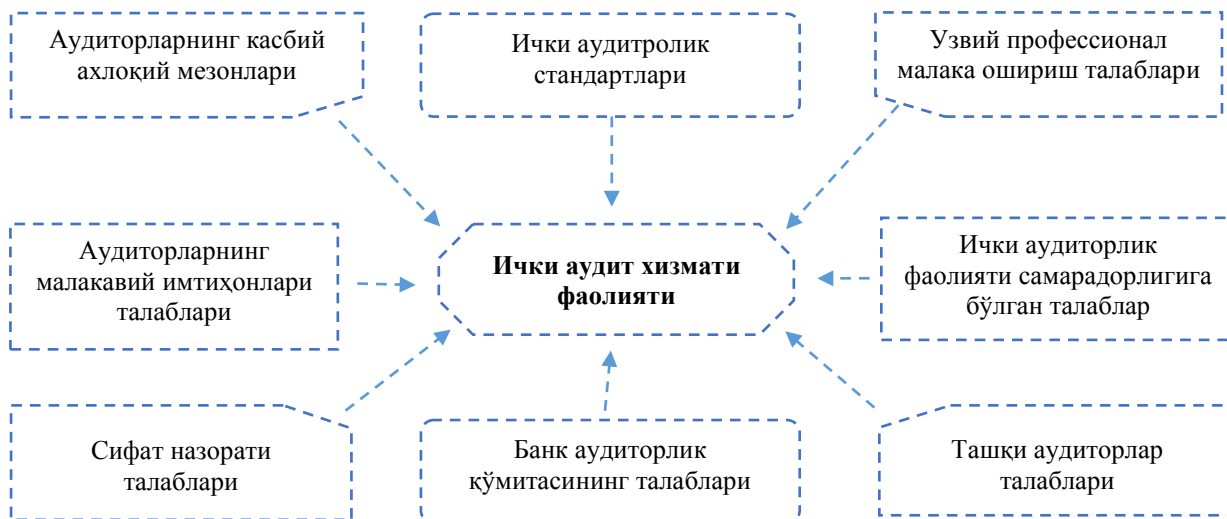 Аудиторларнинг касбий
ахлоқий мезонлари
Ички аудитролик
стандартлари
Узвий профессионал
малака ошириш талаблари
Аудиторларнинг
малакавий имтиҳонлари
талаблари
Ички аудит хизмати
фаолияти
Ички аудиторлик
фаолияти самарадорлигига
бўлган талаблар
Сифат назорати
талаблари
Банк аудиторлик
қўмитасининг талаблари
Ташқи аудиторлар
талаблари